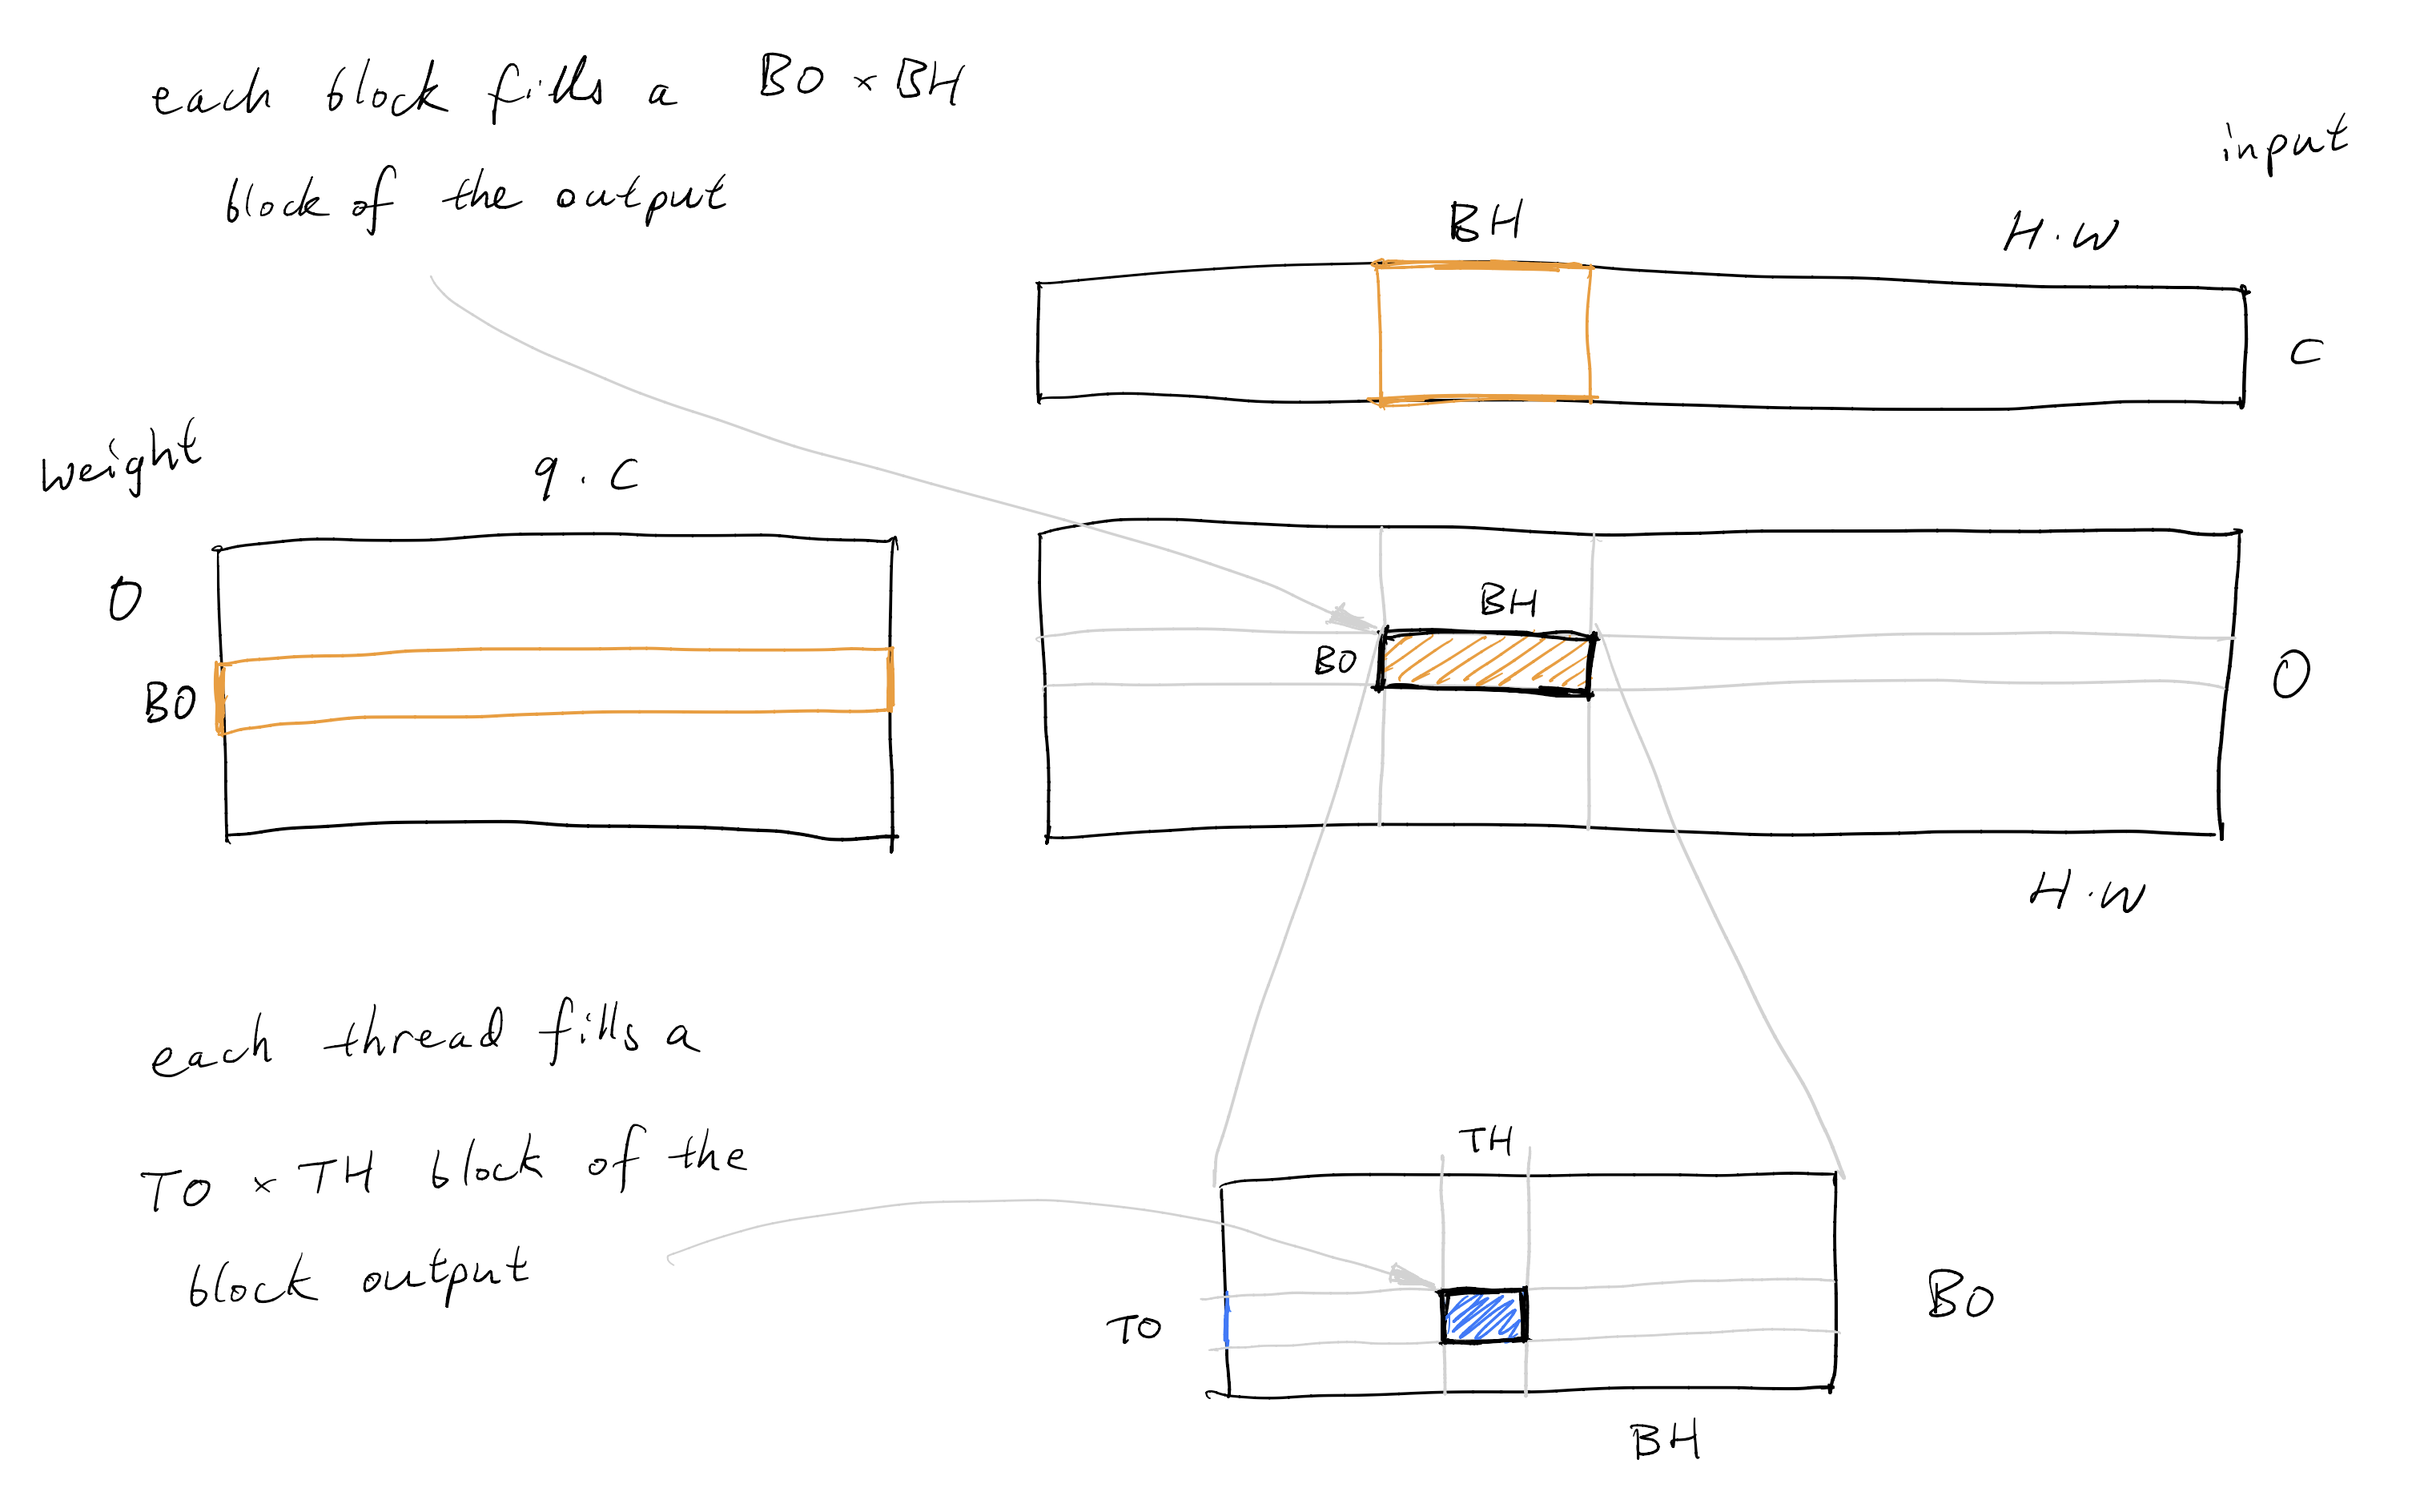 each block fills a BO × BH
block of the output
input
BH
H·W
C
weight
9·C
O
BO
BH
BO
O
H·W
each thread fills a
TO × TH block of the
block output
TH
TO
BO
BH